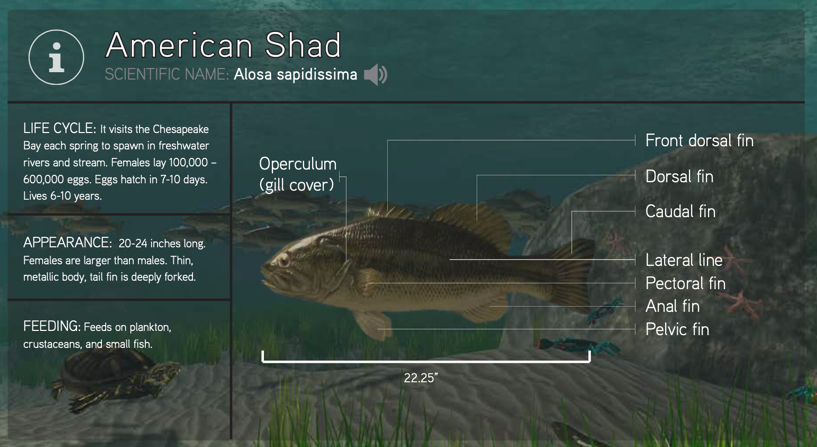 American Shad
SCIENTIFIC NAME: Alosa sapidissima
LIFE CYCLE: It visits the Chesapeake
Bay each spring to spawn in freshwater
rivers and stream. Females lay 100,000 –
600,000 eggs. Eggs hatch in 7-10 days.
Lives 6-10 years.
APPEARANCE: 20-24 inches long.
Females are larger than males. Thin,
metallic body, tail fin is deeply forked.
FEEDING: Feeds on plankton,
crustaceans, and small fish.
Operculum
(gill cover)
Front dorsal fin
Dorsal fin
Caudal fin
Lateral line
Pectoral fin
Anal fin
Pelvic fin
22.25"